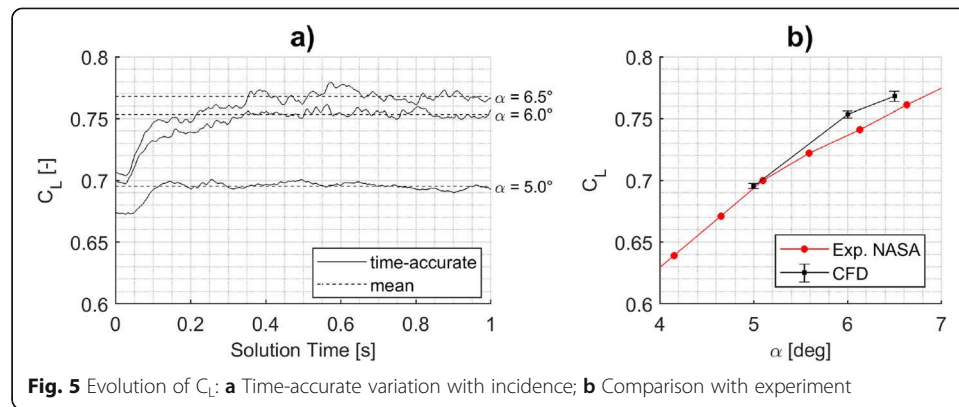 a)
0.8
0.75
0.7
0.65
0.6
C_L [-]
α = 6.5°
α = 6.0°
α = 5.0°
time-accurate
mean
0
0.2
0.4
0.6
0.8
1
Solution Time [s]
b)
0.8
0.75
0.7
0.65
0.6
C_L
Exp. NASA
CFD
4
5
6
7
α [deg]
Fig. 5 Evolution of C_L: a Time-accurate variation with incidence; b Comparison with experiment